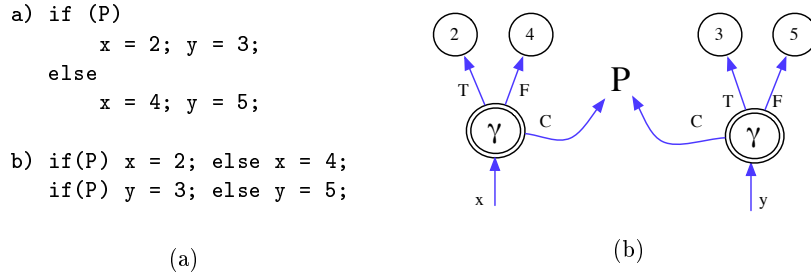 a) if (P)
x = 2; y = 3;
else
x = 4; y = 5;
b) if(P) x = 2; else x = 4;
if(P) y = 3; else y = 5;
(a)
2 4 3 5
T F P T F
γ C C γ
x y
(b)